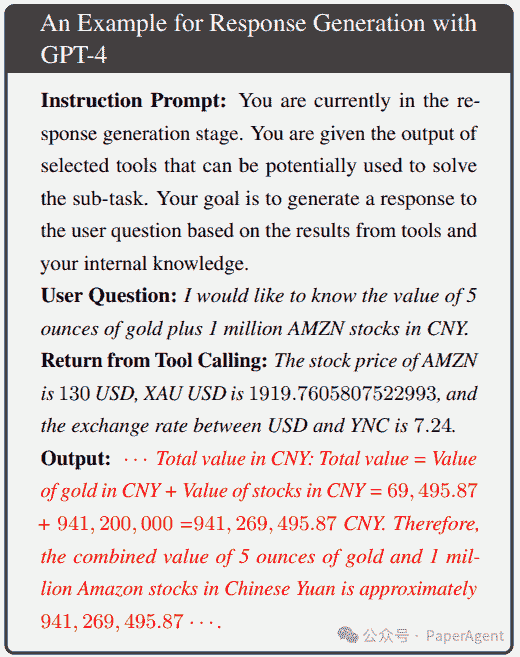 An Example for Response Generation with
GPT-4
Instruction Prompt: You are currently in the re-
sponse generation stage. You are given the output of
selected tools that can be potentially used to solve
the sub-task. Your goal is to generate a response to
the user question based on the results from tools and
your internal knowledge.
User Question: I would like to know the value of 5
ounces of gold plus 1 million AMZN stocks in CNY.
Return from Tool Calling: The stock price of AMZN
is 130 USD, XAU USD is 1919.7605807522993, and
the exchange rate between USD and YNC is 7.24.
Output: ··· Total value in CNY: Total value = Value
of gold in CNY + Value of stocks in CNY = 69,495.87
+ 941,200,000 =941,269,495.87 CNY. Therefore,
the combined value of 5 ounces of gold and 1 mil-
lion Amazon stocks in Chinese Yuan is approximately
941,269,495.87 ···.
公众号 · PaperAgent